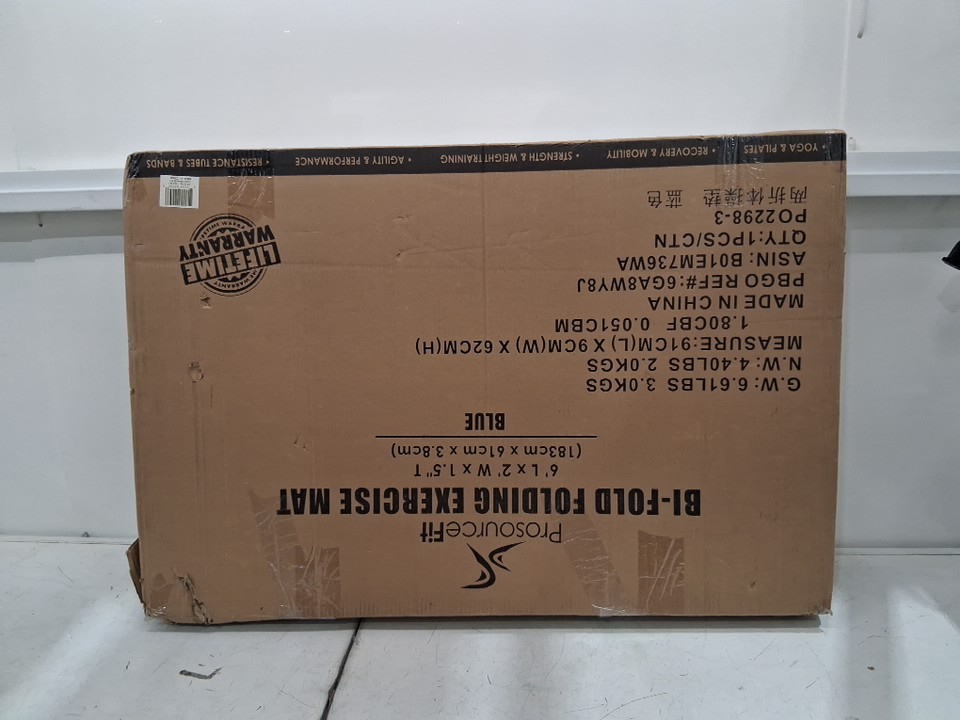 ProsourceFit
BI-FOLD FOLDING EXERCISE MAT
6' L x 2' W x 1.5" T
(183cm x 61cm x 3.8cm)
BLUE
G.W: 6.61LBS 3.0KGS
N.W: 4.40LBS 2.0KGS
MEASURE:91CM(L) X 9CM(W) X 62CM(H)
1.80CBF 0.051CBM
MADE IN CHINA
PBGO REF#:6GA8WY8J
ASIN: B01EM736WA
QTY:1PCS/CTN
PO2298-3
两折体操垫 蓝色
LIFETIME
WARRANTY
• YOGA & PILATES • RECOVERY & MOBILITY • STRENGTH & WEIGHT TRAINING • AGILITY & PERFORMANCE • RESISTANCE TUBES & BANDS